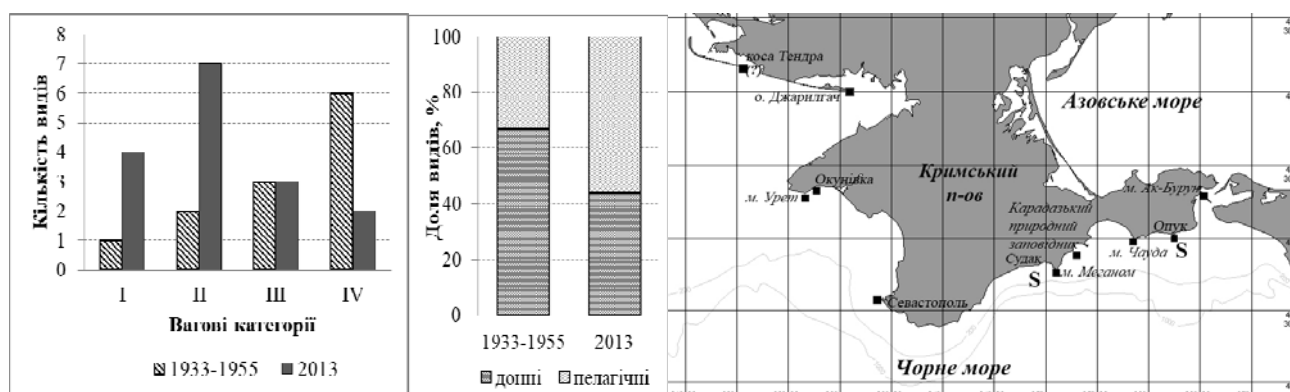 Кількість видів
8
7
6
5
4
3
2
1
0
I II III IV
Вагові категорії
1933-1955 2013
Доля видів, %
100
80
60
40
20
0
1933-1955 2013
донні пелагічні
коса Тендра
(?)
о. Джарилгач
Азовське море
Окунівка
м. Урет
Кримський
п-ов
м. Ак-Бурун
Карадазький
природний
заповідник
Опук
S
м. Чауда
Судак
S
м. Меганом
Севастополь
Чорне море